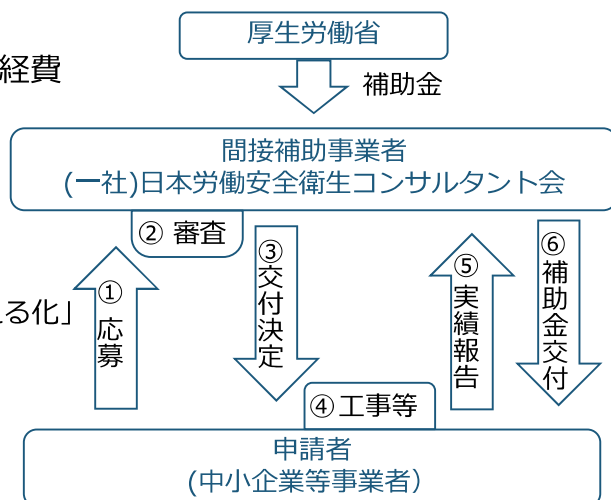 厚生労働省
経費
補助金
間接補助事業者
(一社)日本労働安全衛生コンサルタント会
② 審査
① 応募
③ 交付決定
⑤ 実績報告
⑥ 補助金交付
る化」
④ 工事等
申請者
(中小企業等事業者）